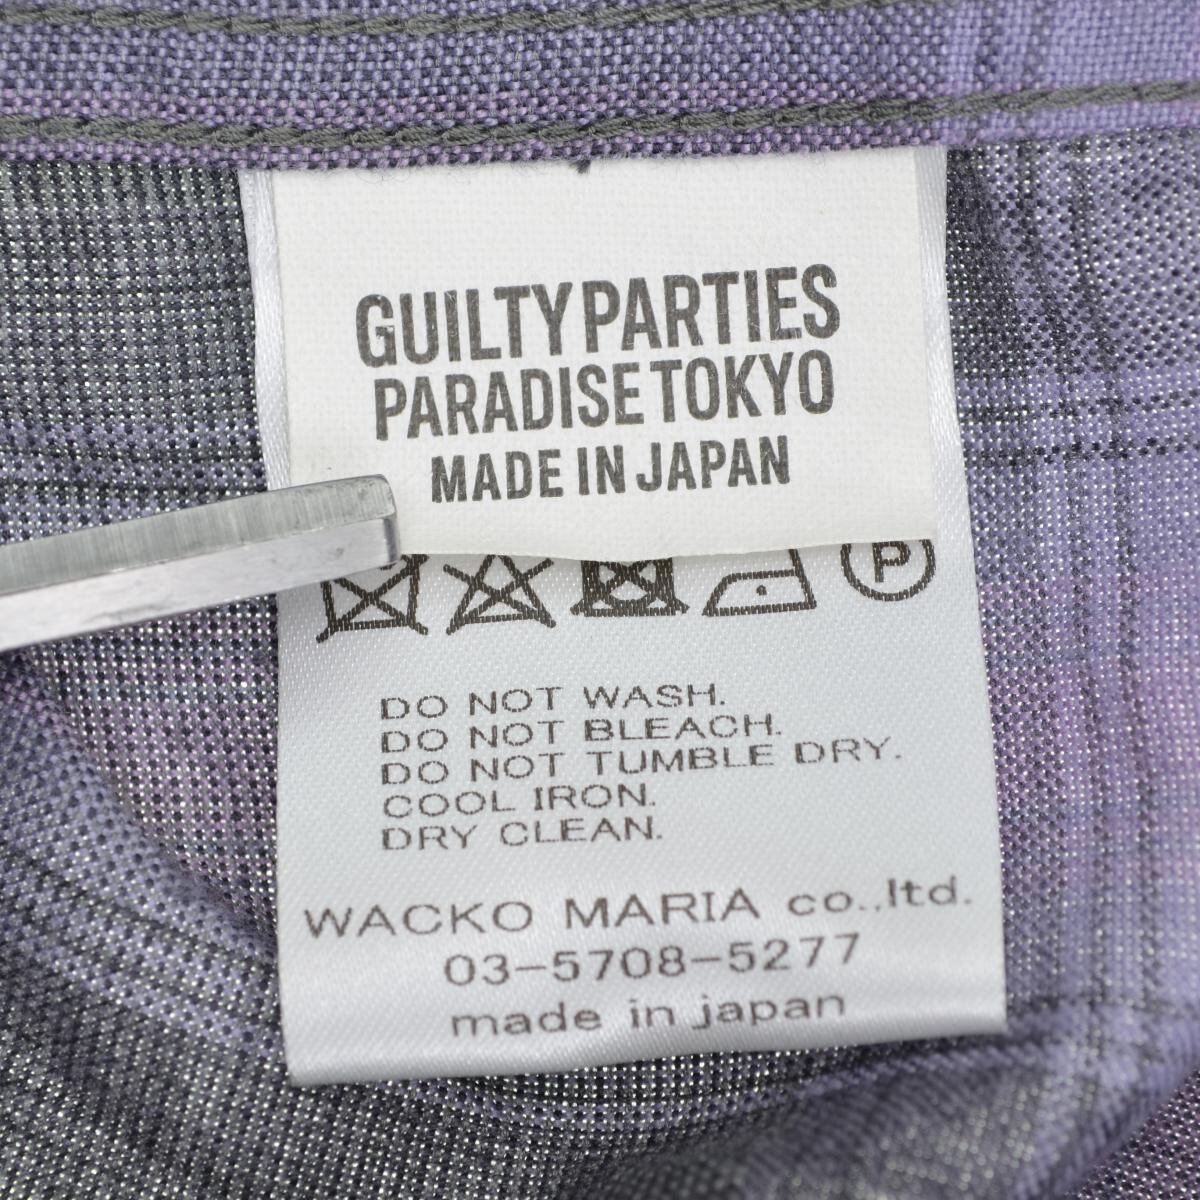 GUILTY PARTIES
PARADISE TOKYO
MADE IN JAPAN
P
DO NOT WASH.
DO NOT BLEACH.
DO NOT TUMBLE DRY.
COOL IRON.
DRY CLEAN.
WACKO MARIA co.,ltd.
03-5708-5277
made in japan